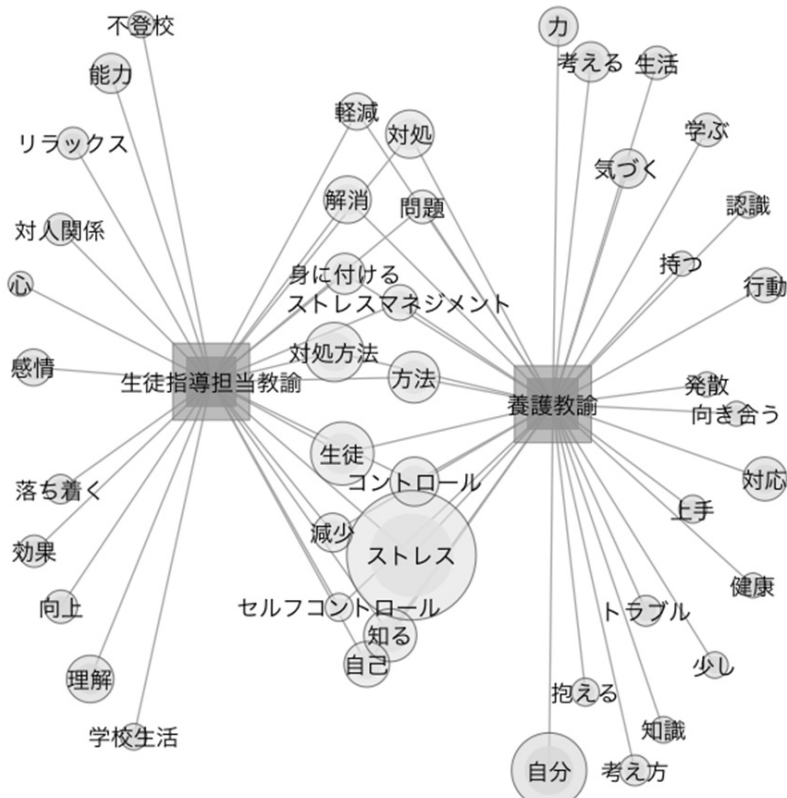 不登校
能力
リラックス
対人関係
心
感情
生徒指導担当教諭
落ち着く
効果
向上
理解
学校生活
軽減
対処
解消
問題
身に付ける
ストレスマネジメント
対処方法
方法
生徒
コントロール
減少
ストレス
セルフコントロール
知る
自己
力
考える
生活
学ぶ
気づく
認識
持つ
行動
発散
養護教諭
向き合う
対応
上手
健康
トラブル
少し
抱える
知識
自分
考え方